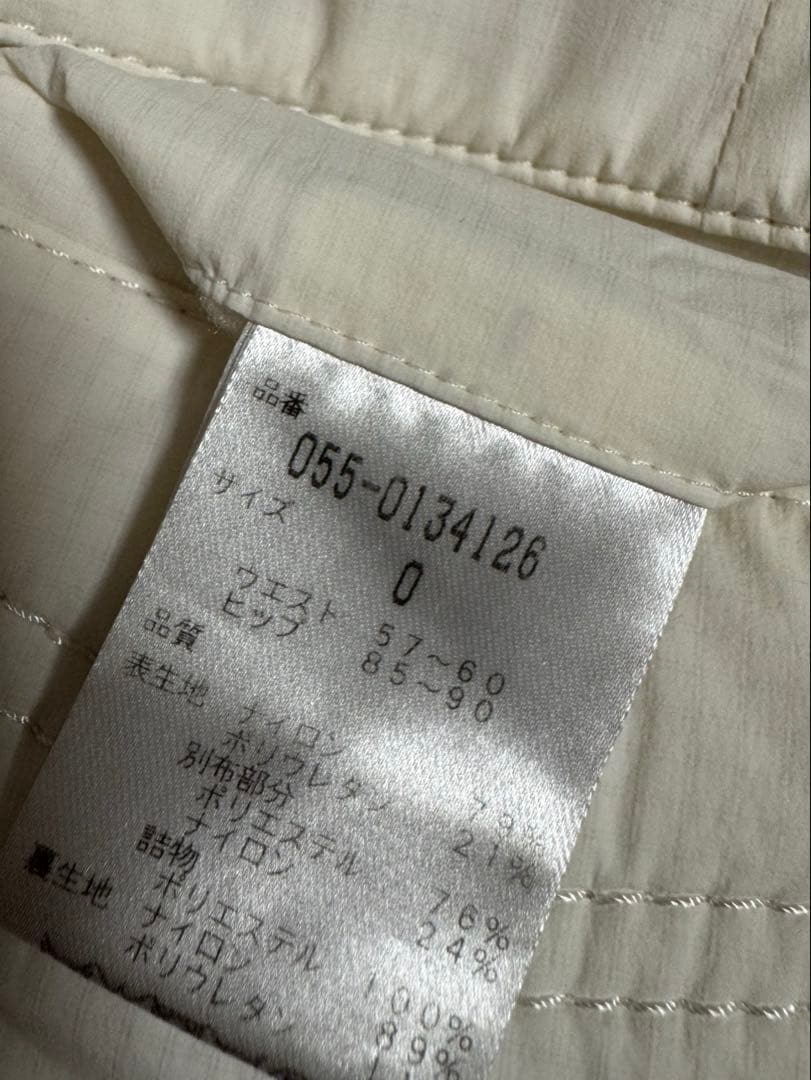 品番
055-0134126
サイズ
0
ウエスト 57～60
ヒップ 85～90
品質
表生地 ナイロン 79%
ポリウレタン 21%
別布部分
ポリエステル 76%
ナイロン 24%
詰物
ポリエステル 100%
裏生地 ナイロン 89%
ポリウレタン